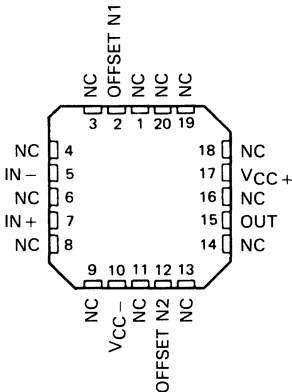 NC OFFSET N1 NC NC NC
3 2 1 20 19
NC 4 18 NC
IN − 5 17 VCC +
NC 6 16 NC
IN + 7 15 OUT
NC 8 14 NC
9 10 11 12 13
NC VCC − NC OFFSET N2 NC